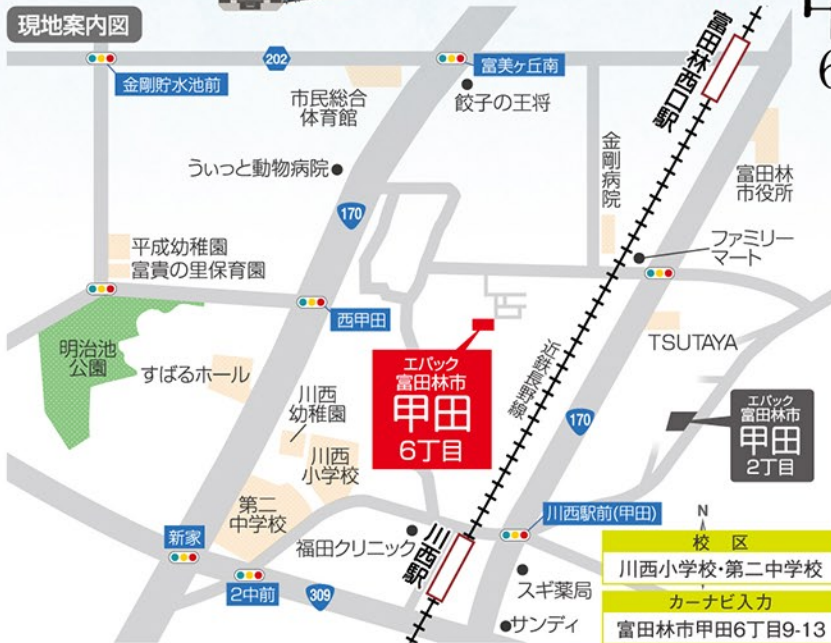 現地案内図
6
202
金剛貯水池前
富美ヶ丘南
市民総合
体育館
餃子の王将
富田林西口駅
ういっと動物病院
170
金剛病院
富田林
市役所
平成幼稚園
富貴の里保育園
ファミリー
マート
西甲田
明治池
公園
すばるホール
エバック
富田林市
甲田
6丁目
近鉄長野線
TSUTAYA
川西
幼稚園
川西
小学校
170
エバック
富田林市
甲田
2丁目
第二
中学校
新家
2中前
309
福田クリニック
川西駅
川西駅前(甲田)
スギ薬局
サンディ
N
校 区
川西小学校・第二中学校
カーナビ入力
富田林市甲田6丁目9-13